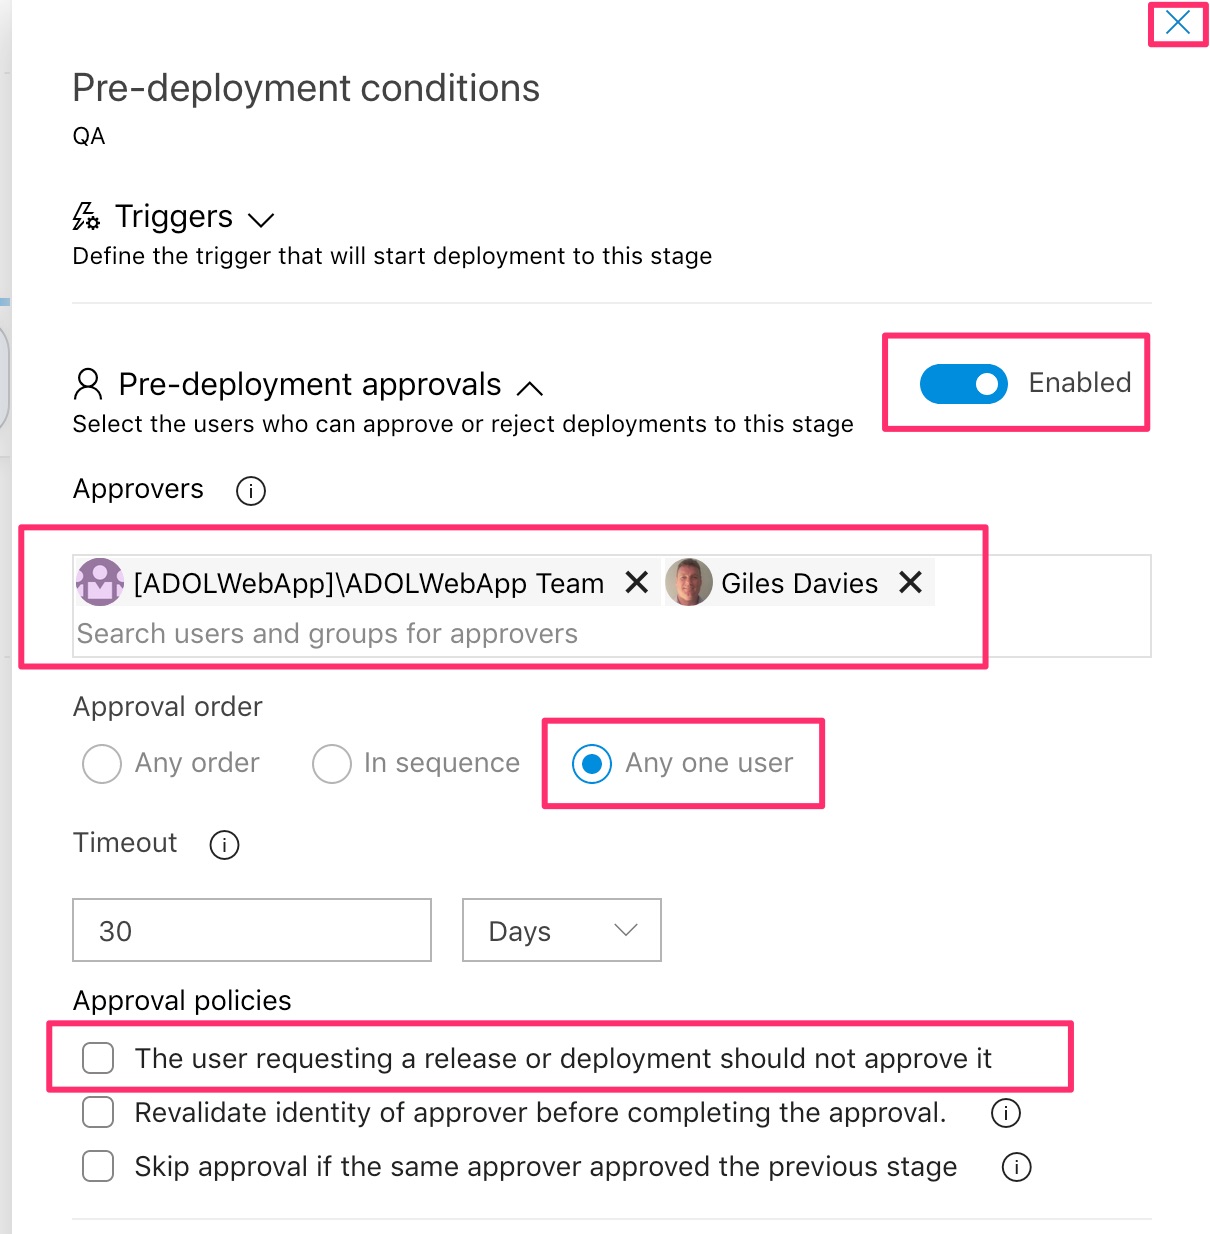 Pre-deployment conditions
QA
Triggers
Define the trigger that will start deployment to this stage
Pre-deployment approvals
Enabled
Select the users who can approve or reject deployments to this stage
Approvers
[ADOLWebApp]\ADOLWebApp Team
Giles Davies
Search users and groups for approvers
Approval order
Any order
In sequence
Any one user
Timeout
30
Days
Approval policies
The user requesting a release or deployment should not approve it
Revalidate identity of approver before completing the approval.
Skip approval if the same approver approved the previous stage